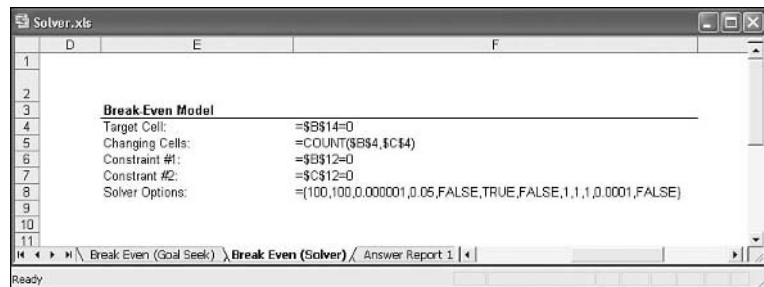 Solver.xls
D E F
1
2
3 Break-Even Model
4 Target Cell: =$B$14=0
5 Changing Cells: =COUNT($B$4,$C$4)
6 Constraint #1: =$B$12=0
7 Constrant #2: =$C$12=0
8 Solver Options: ={100,100,0.000001,0.05,FALSE,TRUE,FALSE,1,1,1,0.0001,FALSE}
9
10
11
Break Even (Goal Seek) Break Even (Solver) Answer Report 1
Ready